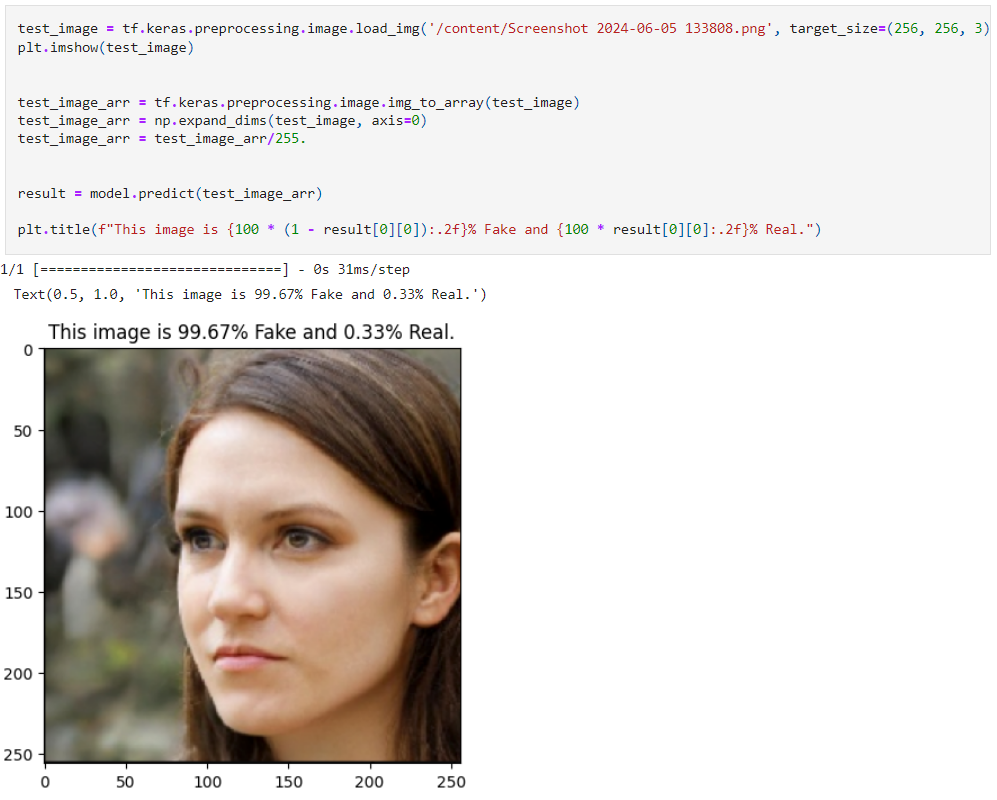 test_image = tf.keras.preprocessing.image.load_img('/content/Screenshot 2024-06-05 133808.png', target_size=(256, 256, 3)
plt.imshow(test_image)
test_image_arr = tf.keras.preprocessing.image.img_to_array(test_image)
test_image_arr = np.expand_dims(test_image, axis=0)
test_image_arr = test_image_arr/255.
result = model.predict(test_image_arr)
plt.title(f"This image is {100 * (1 - result[0][0]):.2f}% Fake and {100 * result[0][0]:.2f}% Real.")
1/1 [==============================] - 0s 31ms/step
Text(0.5, 1.0, 'This image is 99.67% Fake and 0.33% Real.')
This image is 99.67% Fake and 0.33% Real.
0
50
100
150
200
250
0 50 100 150 200 250